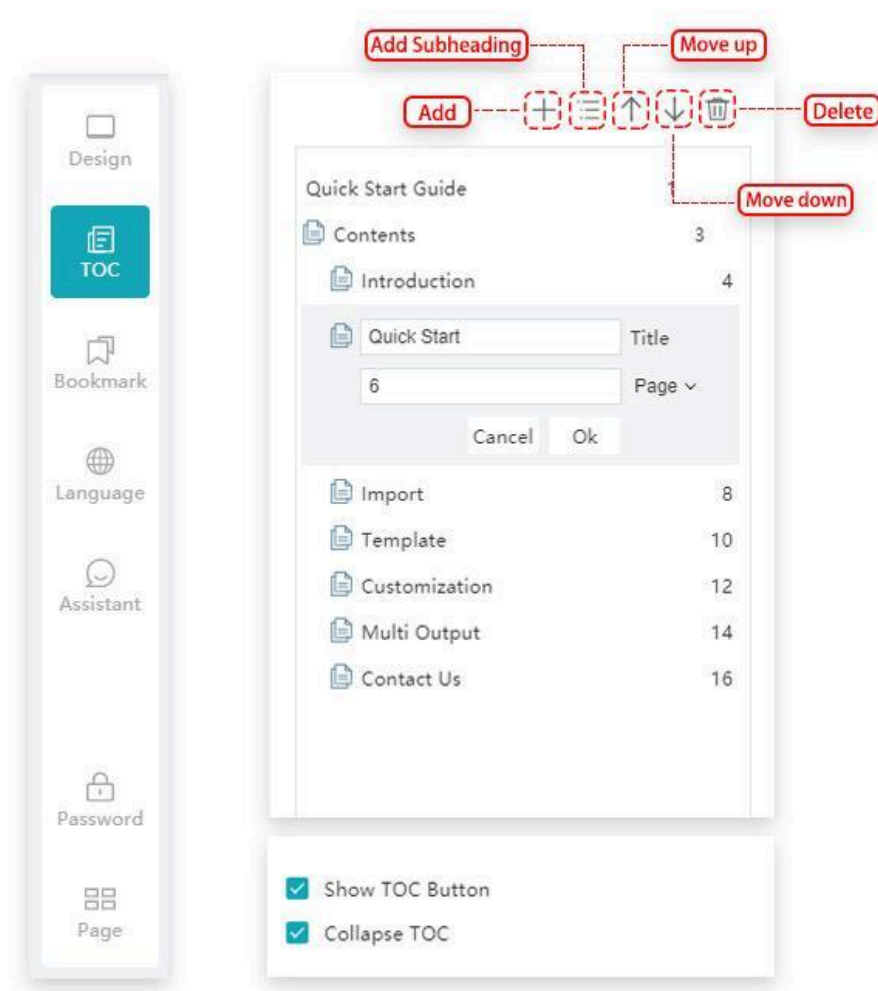 Add Subheading
Move up
Add
Delete
Move down
Design
TOC
Bookmark
Language
Assistant
Password
Page
Quick Start Guide
Contents 3
Introduction 4
Quick Start Title
6 Page
Cancel Ok
Import 8
Template 10
Customization 12
Multi Output 14
Contact Us 16
Show TOC Button
Collapse TOC